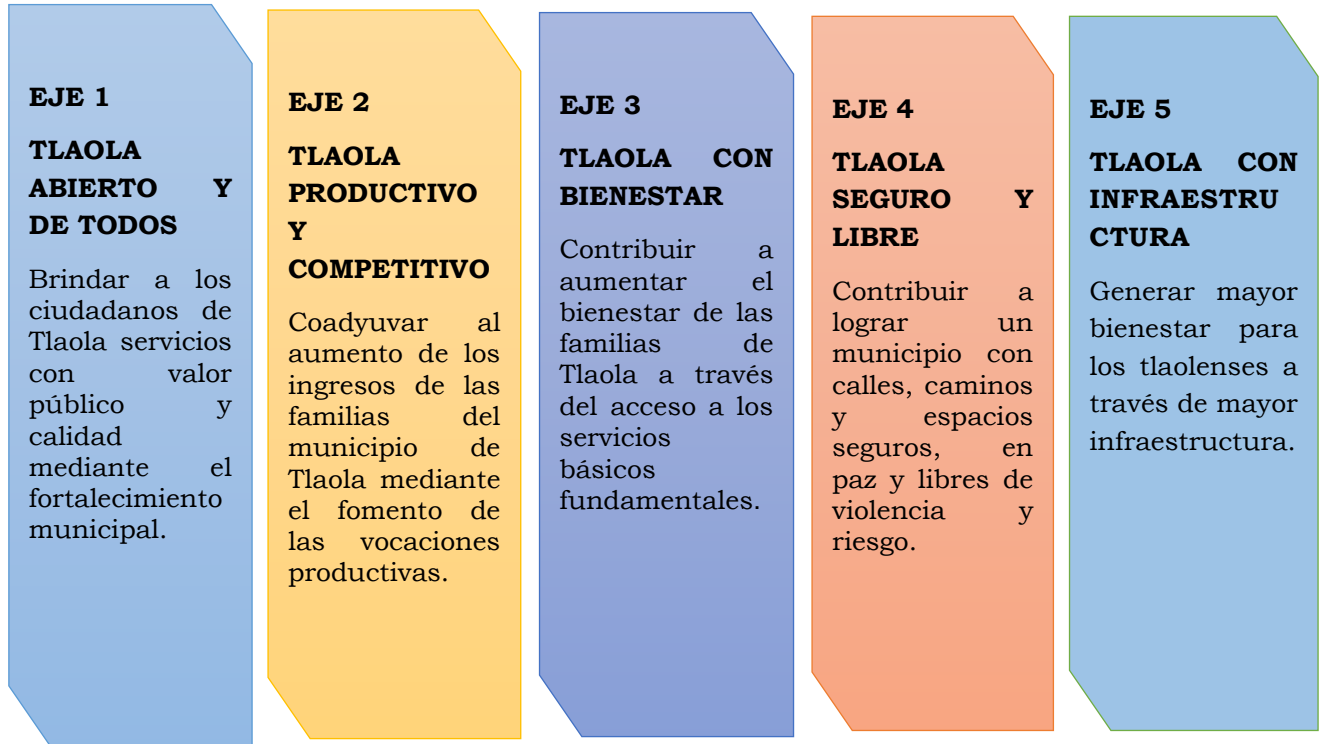 EJE 1
TLAOLA
ABIERTO Y
DE TODOS
Brindar a los
ciudadanos de
Tlaola servicios
con valor
público y
calidad
mediante el
fortalecimiento
municipal.
EJE 2
TLAOLA
PRODUCTIVO
Y
COMPETITIVO
Coadyuvar al
aumento de los
ingresos de las
familias del
municipio de
Tlaola mediante
el fomento de
las vocaciones
productivas.
EJE 3
TLAOLA CON
BIENESTAR
Contribuir a
aumentar el
bienestar de las
familias de
Tlaola a través
del acceso a los
servicios
básicos
fundamentales.
EJE 4
TLAOLA
SEGURO Y
LIBRE
Contribuir a
lograr un
municipio con
calles, caminos
y espacios
seguros, en
paz y libres de
violencia y
riesgo.
EJE 5
TLAOLA CON
INFRAESTRU
CTURA
Generar mayor
bienestar para
los tlaolenses a
través de mayor
infraestructura.